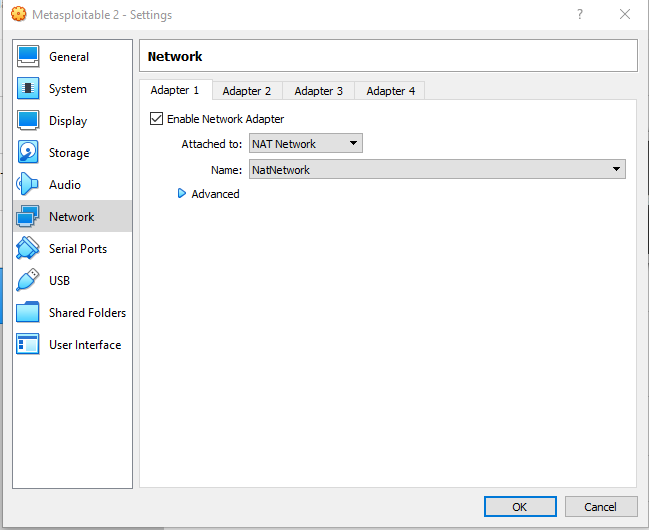 Metasploitable 2 - Settings
?
General
System
Display
Storage
Audio
Network
Serial Ports
USB
Shared Folders
User Interface
Network
Adapter 1 Adapter 2 Adapter 3 Adapter 4
Enable Network Adapter
Attached to: NAT Network
Name: NatNetwork
Advanced
OK Cancel